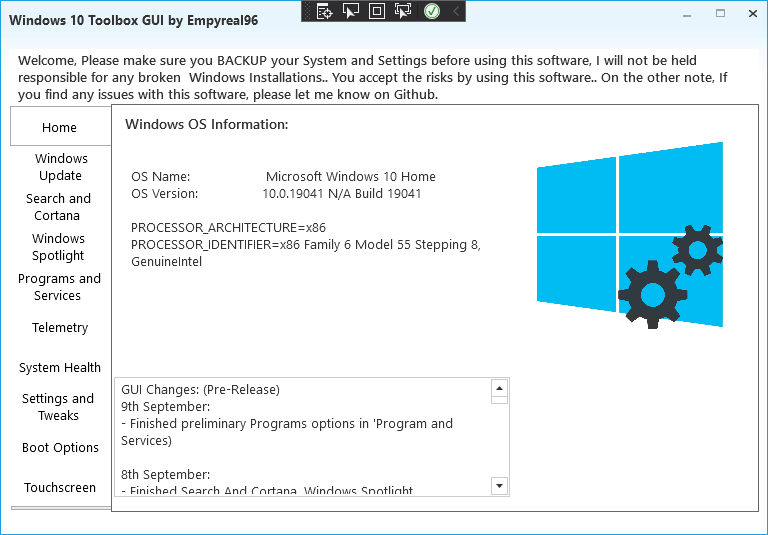 Windows 10 Toolbox GUI by Empyreal96
Welcome, Please make sure you BACKUP your System and Settings before using this software, I will not be held
responsible for any broken  Windows Installations.. You accept the risks by using this software.. On the other note, If
you find any issues with this software, please let me know on Github.
Home
Windows
Update
Search and
Cortana
Windows
Spotlight
Programs and
Services
Telemetry
System Health
Settings and
Tweaks
Boot Options
Touchscreen
Windows OS Information:
OS Name: Microsoft Windows 10 Home
OS Version: 10.0.19041 N/A Build 19041
PROCESSOR_ARCHITECTURE=x86
PROCESSOR_IDENTIFIER=x86 Family 6 Model 55 Stepping 8,
GenuineIntel
GUI Changes: (Pre-Release)
9th September:
- Finished preliminary Programs options in 'Program and
Services)
8th September:
- Finished Search And Cortana, Windows Spotlight